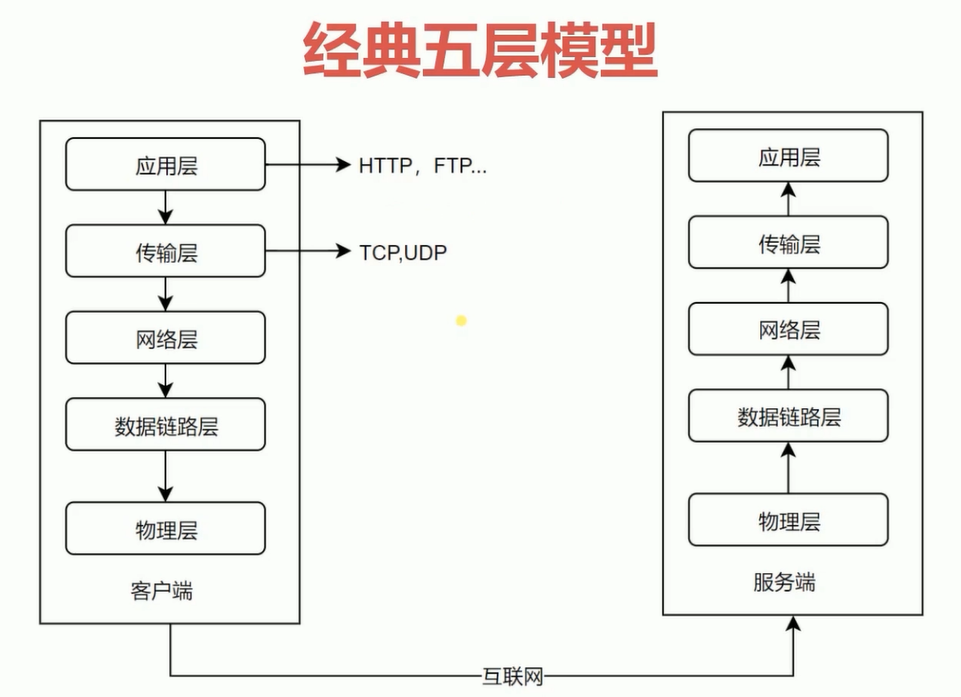 经典五层模型
应用层
HTTP，FTP...
传输层
TCP,UDP
网络层
数据链路层
物理层
客户端
应用层
传输层
网络层
数据链路层
物理层
服务端
互联网